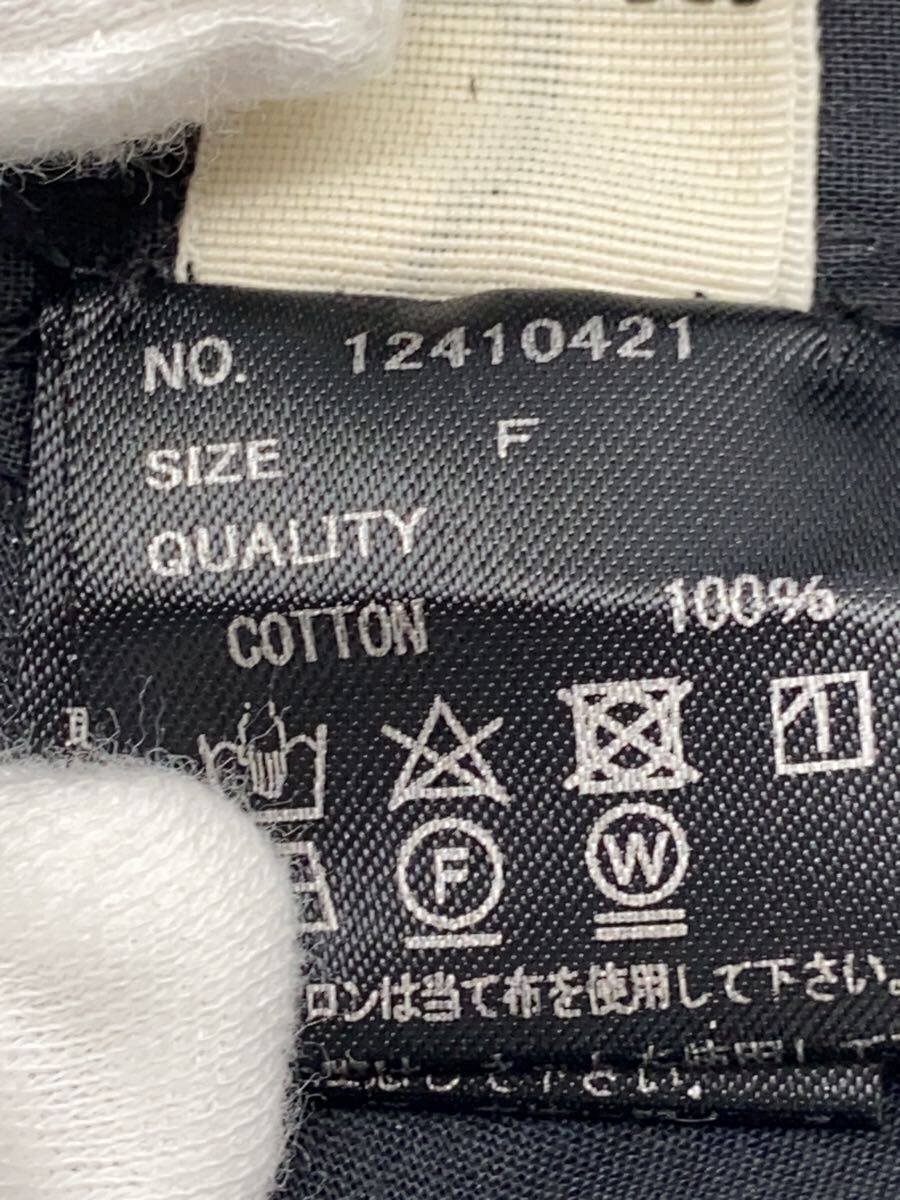 NO. 12410421
SIZE F
QUALITY
COTTON 100%
F W
ロンは当て布を使用して下さい。